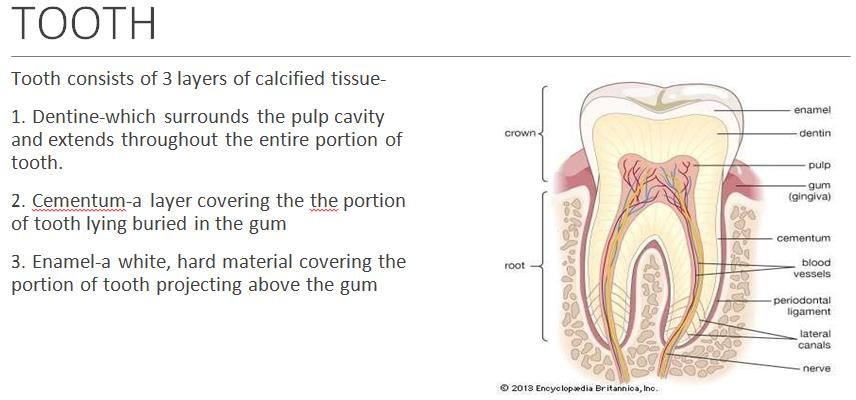 TOOTH
Tooth consists of 3 layers of calcified tissue-
1. Dentine-which surrounds the pulp cavity
and extends throughout the entire portion of
tooth.
2. Cementum-a layer covering the the portion
of tooth lying buried in the gum
3. Enamel-a white, hard material covering the
portion of tooth projecting above the gum
crown
root
enamel
dentin
pulp
gum
(gingiva)
cementum
blood
vessels
periodontal
ligament
lateral
canals
nerve
© 2013 Encyclopædia Britannica, Inc.